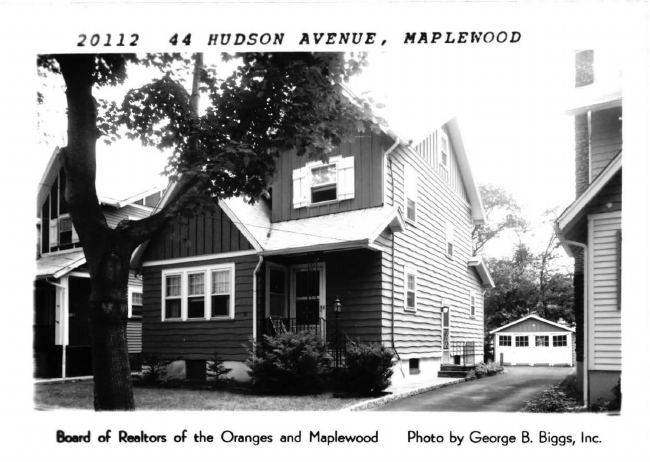 20112 44 HUDSON AVENUE, MAPLEWOOD
Board of Realtors of the Oranges and Maplewood Photo by George B. Biggs, Inc.